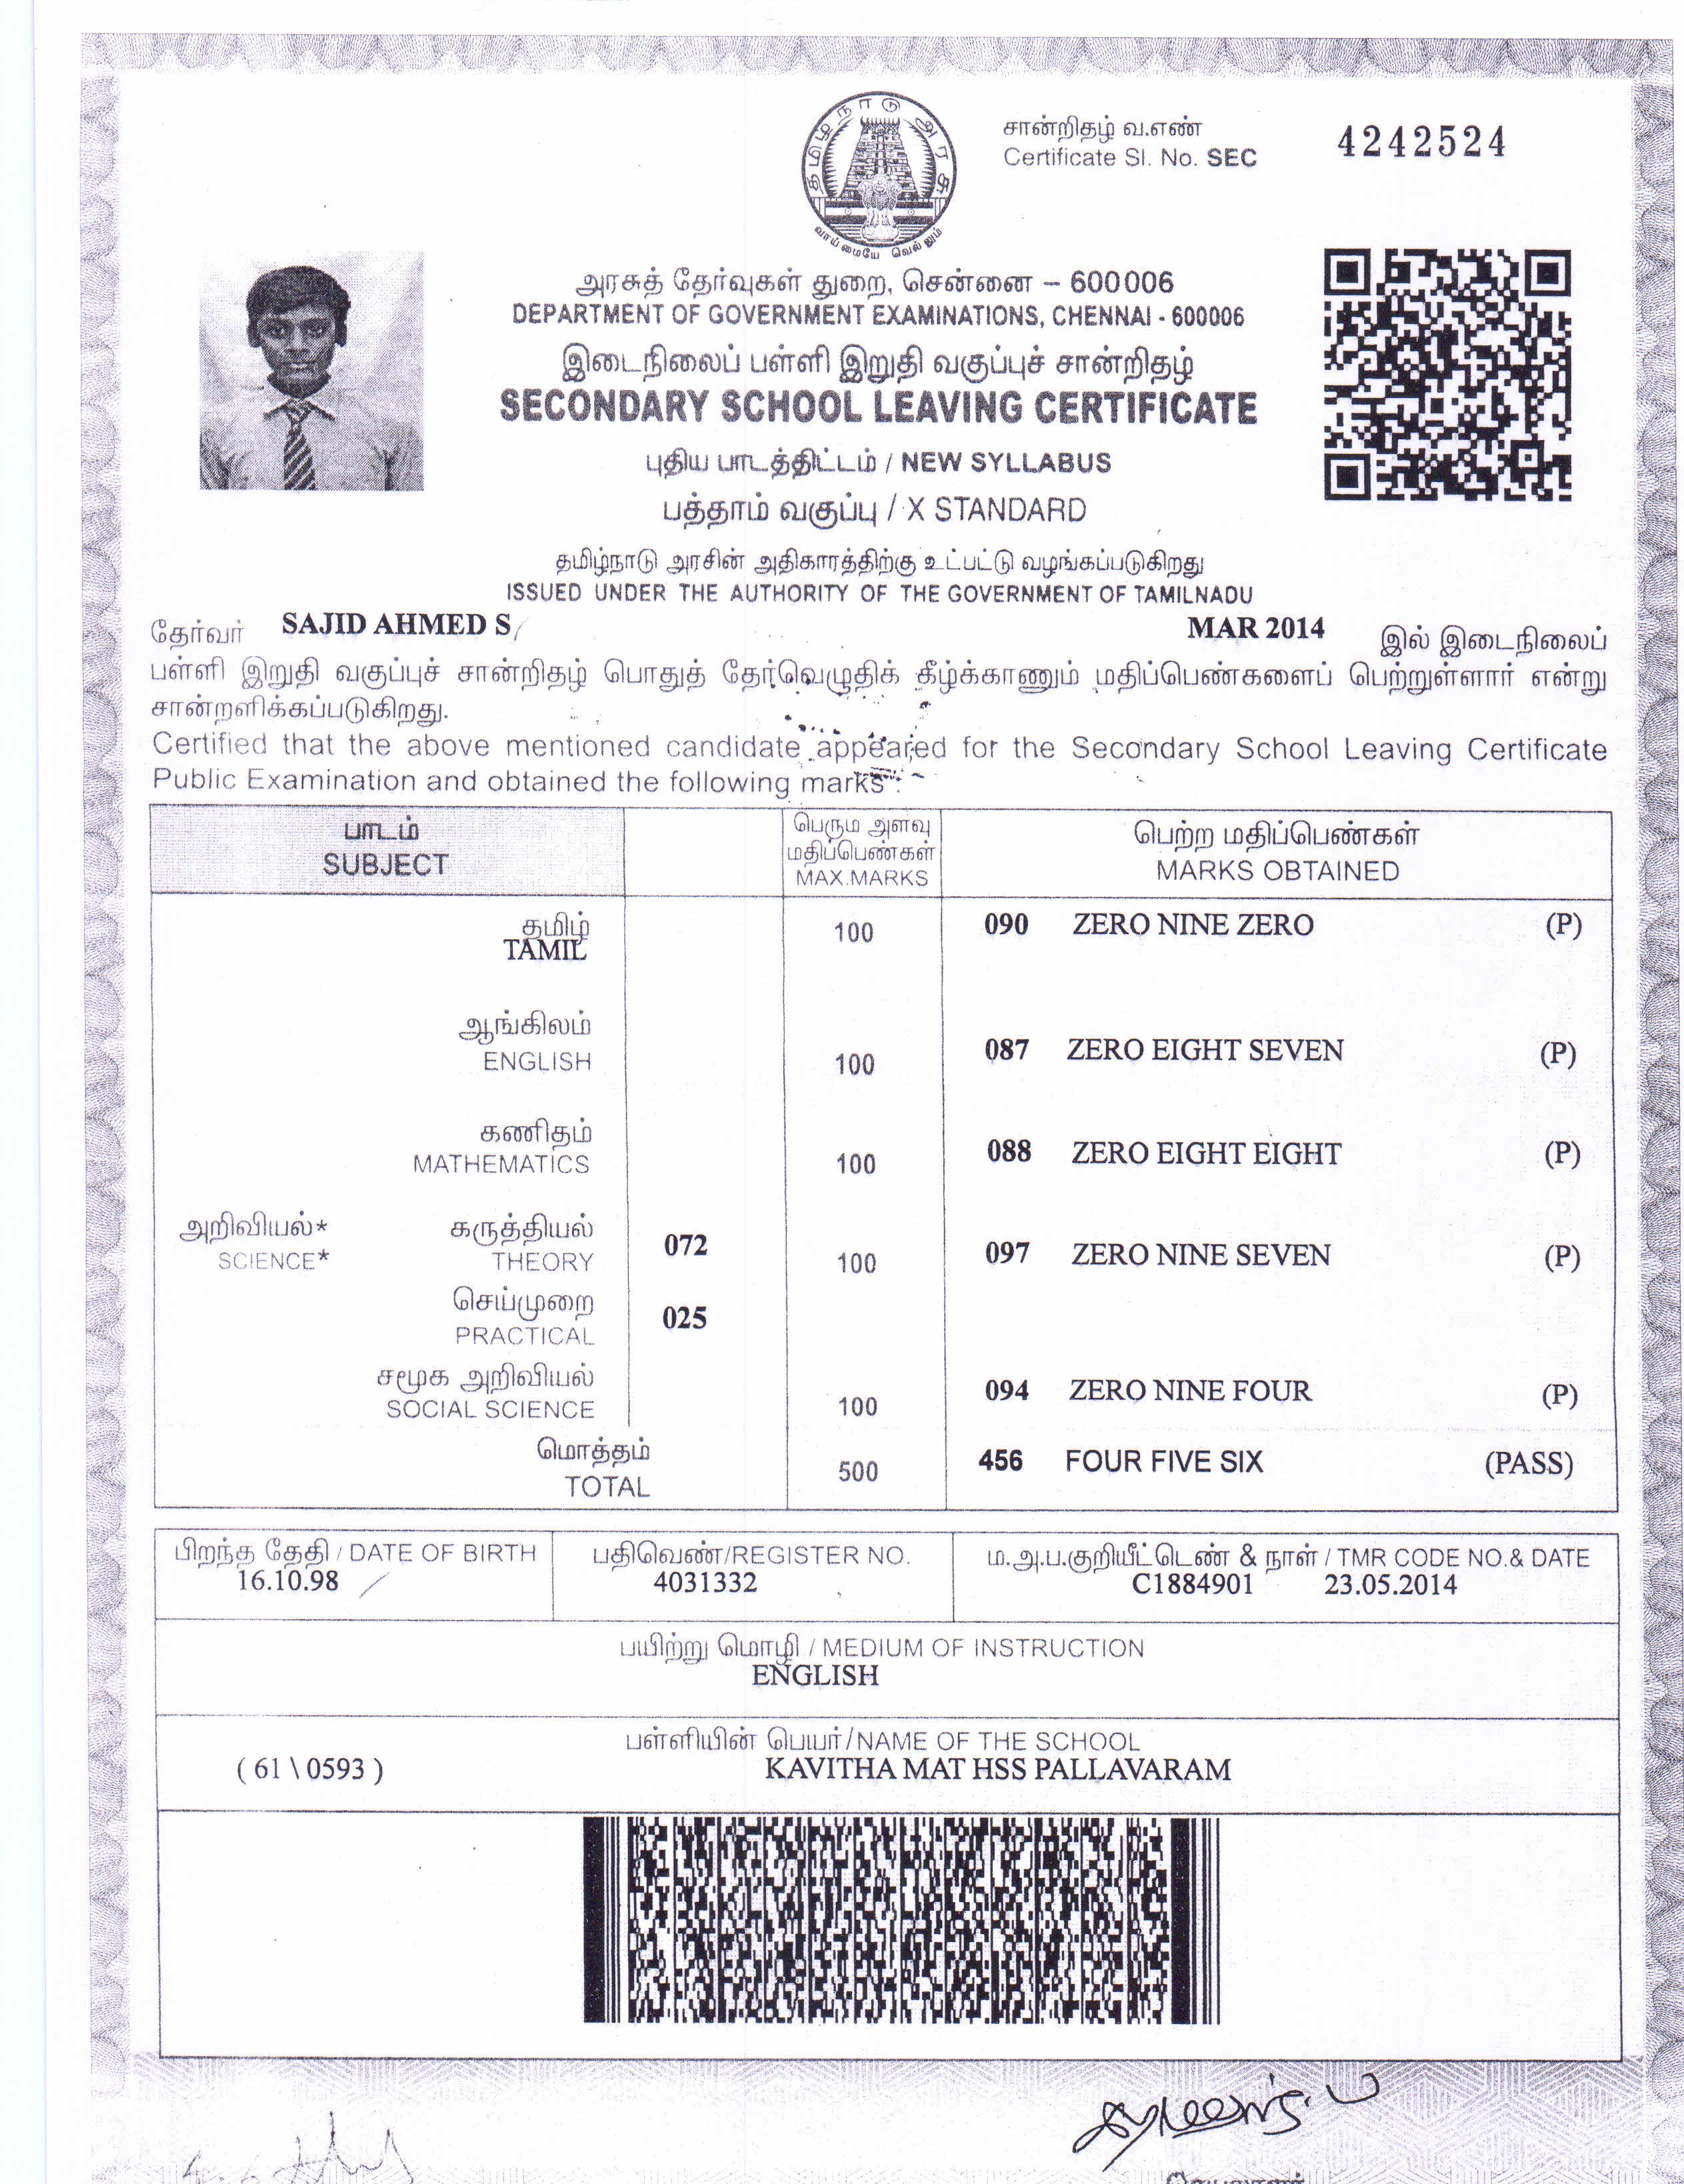 தமிழ்நாடு அரசு
வாய்மையே வெல்லும்
சான்றிதழ் வ.எண்
Certificate Sl. No. SEC 4242524
அரசுத் தேர்வுகள் துறை, சென்னை – 600006
DEPARTMENT OF GOVERNMENT EXAMINATIONS, CHENNAI - 600006
இடைநிலைப் பள்ளி இறுதி வகுப்புச் சான்றிதழ்
SECONDARY SCHOOL LEAVING CERTIFICATE
புதிய பாடத்திட்டம் / NEW SYLLABUS
பத்தாம் வகுப்பு / X STANDARD
தமிழ்நாடு அரசின் அதிகாரத்திற்கு உட்பட்டு வழங்கப்படுகிறது
ISSUED UNDER THE AUTHORITY OF THE GOVERNMENT OF TAMILNADU
தேர்வர் SAJID AHMED S MAR 2014 இல் இடைநிலைப்
பள்ளி இறுதி வகுப்புச் சான்றிதழ் பொதுத் தேர்வெழுதிக் கீழ்க்காணும் மதிப்பெண்களைப் பெற்றுள்ளார் என்று
சான்றளிக்கப்படுகிறது.
Certified that the above mentioned candidate appeared for the Secondary School Leaving Certificate
Public Examination and obtained the following marks :
பாடம் பெரும அளவு மதிப்பெண்கள் பெற்ற மதிப்பெண்கள்
SUBJECT MAX.MARKS MARKS OBTAINED
தமிழ்
TAMIL 100 090 ZERO NINE ZERO (P)
ஆங்கிலம்
ENGLISH 100 087 ZERO EIGHT SEVEN (P)
கணிதம்
MATHEMATICS 100 088 ZERO EIGHT EIGHT (P)
அறிவியல்* கருத்தியல்
SCIENCE* THEORY 072 100 097 ZERO NINE SEVEN (P)
செய்முறை
PRACTICAL 025
சமூக அறிவியல்
SOCIAL SCIENCE 100 094 ZERO NINE FOUR (P)
மொத்தம்
TOTAL 500 456 FOUR FIVE SIX (PASS)
பிறந்த தேதி / DATE OF BIRTH பதிவெண்/REGISTER NO. ம.அ.ப.குறியீட்டெண் & நாள் / TMR CODE NO.& DATE
16.10.98 4031332 C1884901 23.05.2014
பயிற்று மொழி / MEDIUM OF INSTRUCTION
ENGLISH
பள்ளியின் பெயர்/NAME OF THE SCHOOL
( 61 \ 0593 ) KAVITHA MAT HSS PALLAVARAM